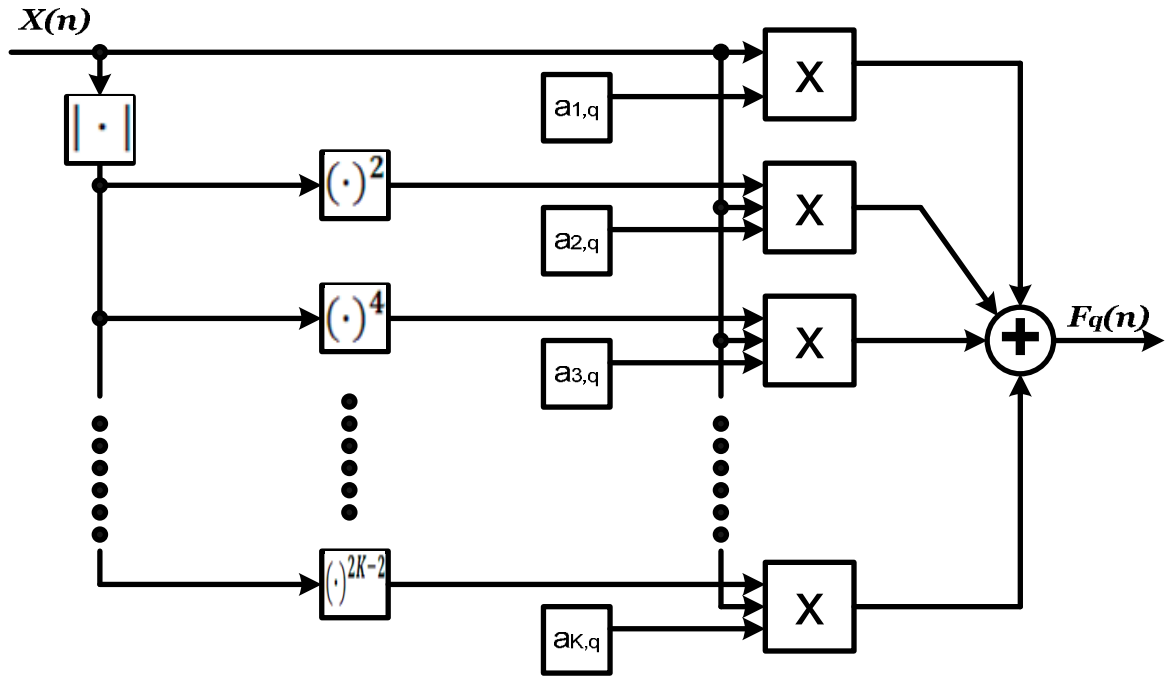 X(n)
X
a1,q
| · |
(·)²
X
a2,q
(·)⁴
X
a3,q
+
Fq(n)
(·)²ᴷ⁻²
X
aK,q